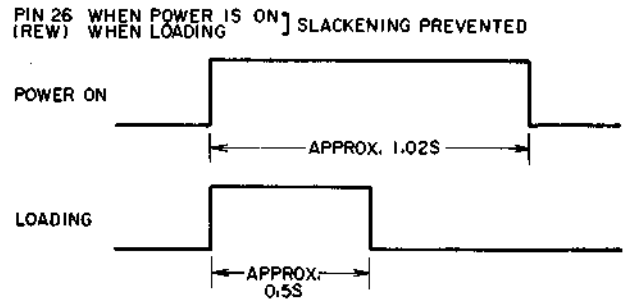 PIN 26 WHEN POWER IS ON
(REW) WHEN LOADING ] SLACKENING PREVENTED
POWER ON
APPROX. 1.02S
LOADING
APPROX.
0.5S